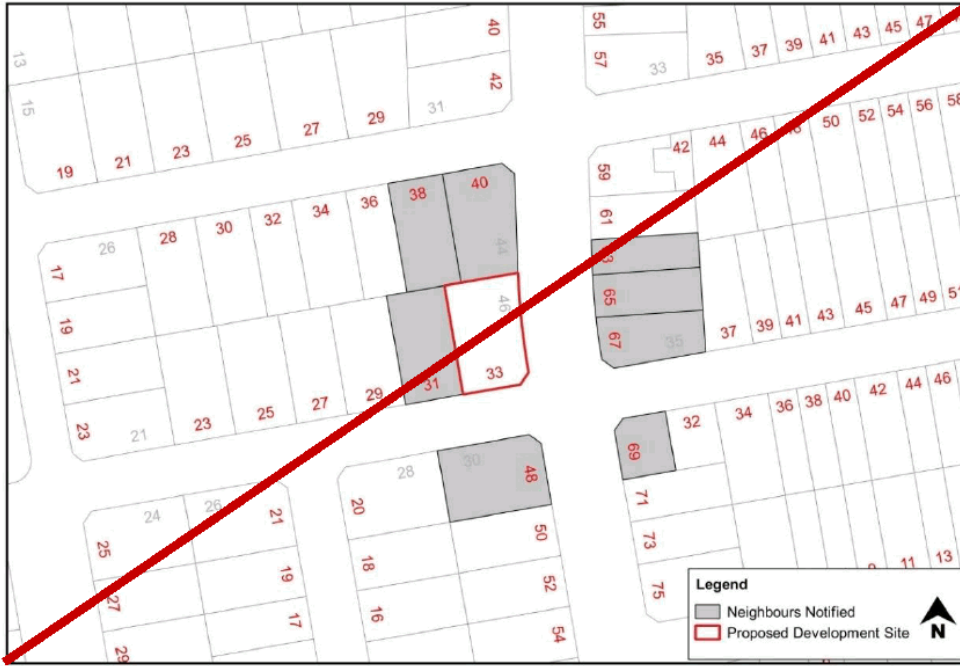 40 55 35 37 39 41 43 45 47
13 57 33
15 19 21 23 25 27 29 31 42
59 42 44 46 50 52 54 56 58
38 40
61
26 28 30 32 34 36 44
17 63
19 46 65
21 67 35 37 39 41 43 45 47 49 51
23 21 23 25 27 29 31 33
69 32 34 36 38 40 42 44 46
28 30 48
20 71
24 26 21 50 73
25 18
27 19 16 52 75 11 13
29 17 54
Legend
Neighbours Notified
Proposed Development Site
N